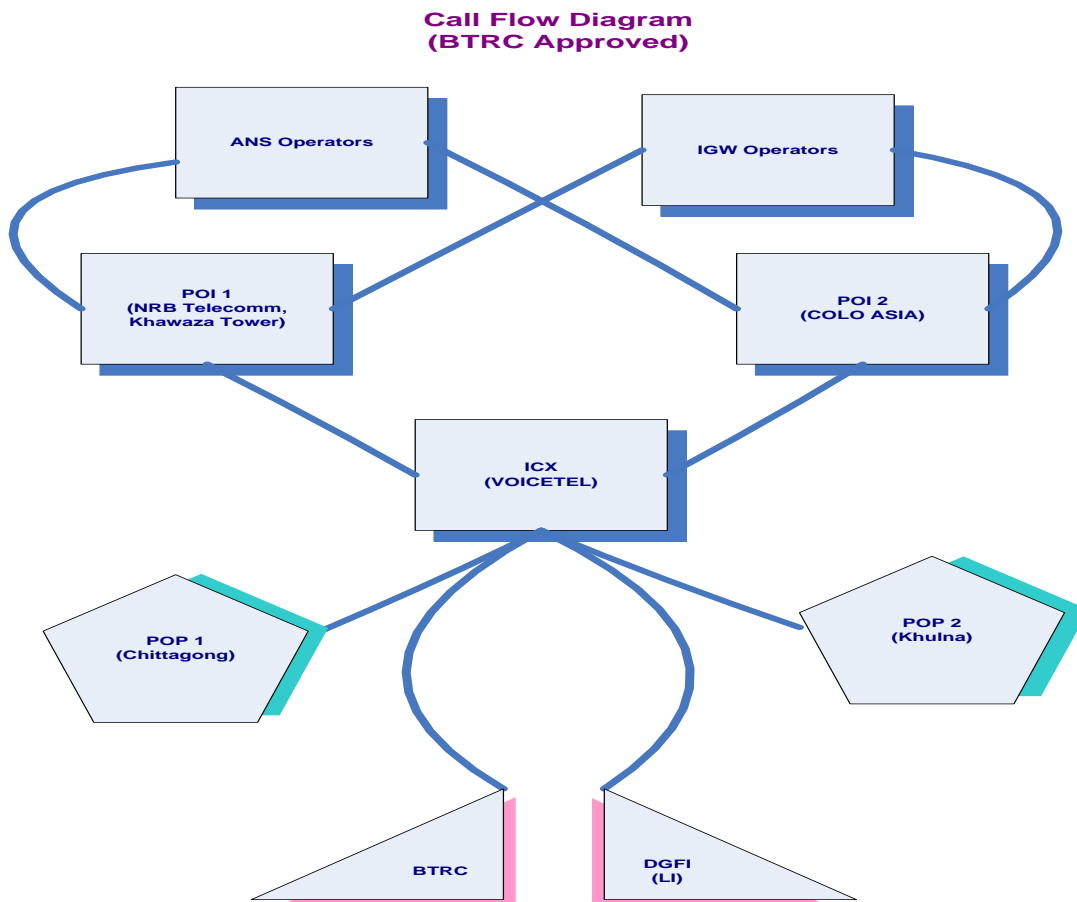 Call Flow Diagram
(BTRC Approved)
ANS Operators
IGW Operators
POI 1
(NRB Telecomm,
Khawaza Tower)
POI 2
(COLO ASIA)
ICX
(VOICETEL)
POP 1
(Chittagong)
POP 2
(Khulna)
BTRC
DGFI
(LI)